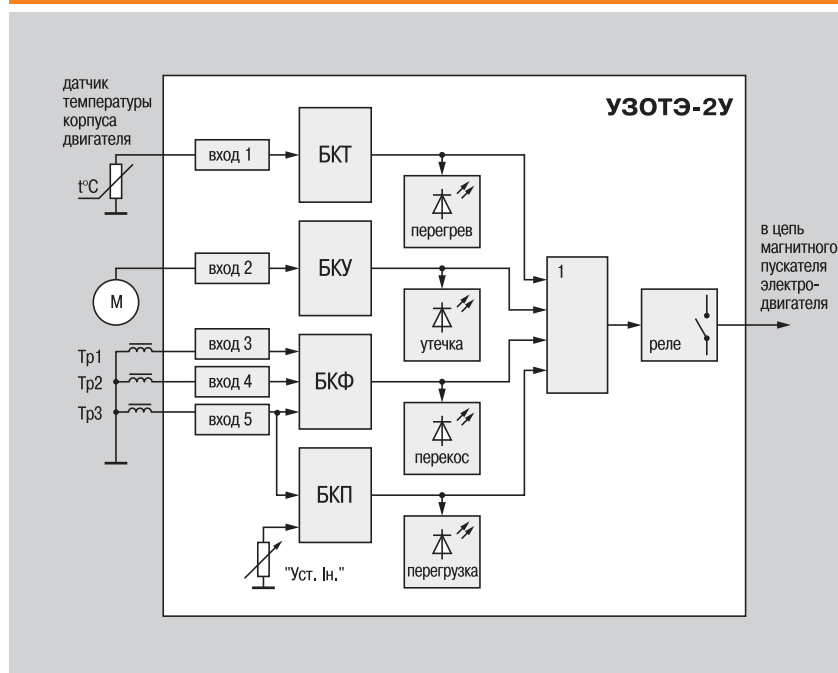 датчик
температуры
корпуса
двигателя
t°C
УЗОТЭ-2У
вход 1
БКТ
перегрев
М
вход 2
БКУ
утечка
1
реле
в цепь
магнитного
пускателя
электро-
двигателя
Тр1
вход 3
Тр2
вход 4
БКФ
Тр3
вход 5
перекос
БКП
"Уст. Iн."
перегрузка